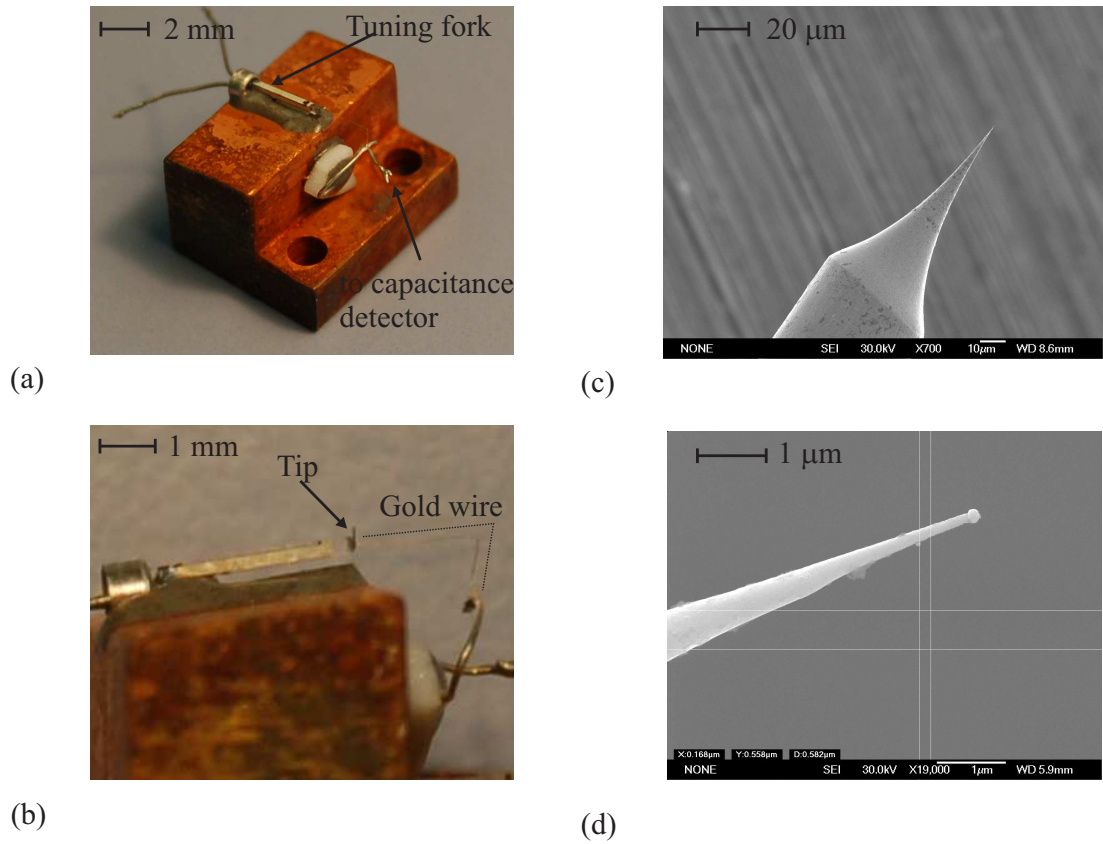 2 mm
Tuning fork
to capacitance
detector
(a)
20 μm
NONE SEI 30.0kV X700 10μm WD 8.6mm
(c)
1 mm
Tip
Gold wire
(b)
1 μm
X:0.168μm Y:0.558μm D:0.582μm
NONE SEI 30.0kV X19,000 1μm WD 5.9mm
(d)